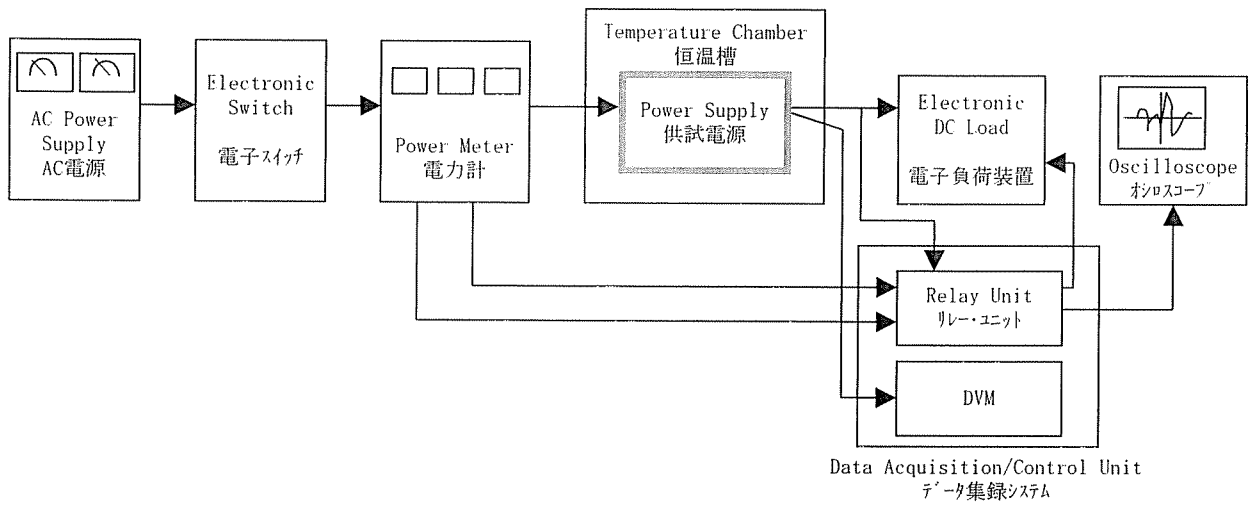 AC Power
Supply
AC電源
Electronic
Switch
電子スイッチ
Power Meter
電力計
Temperature Chamber
恒温槽
Power Supply
供試電源
Electronic
DC Load
電子負荷装置
Oscilloscope
オシロスコープ
Relay Unit
リレー・ユニット
DVM
Data Acquisition/Control Unit
データ集録システム